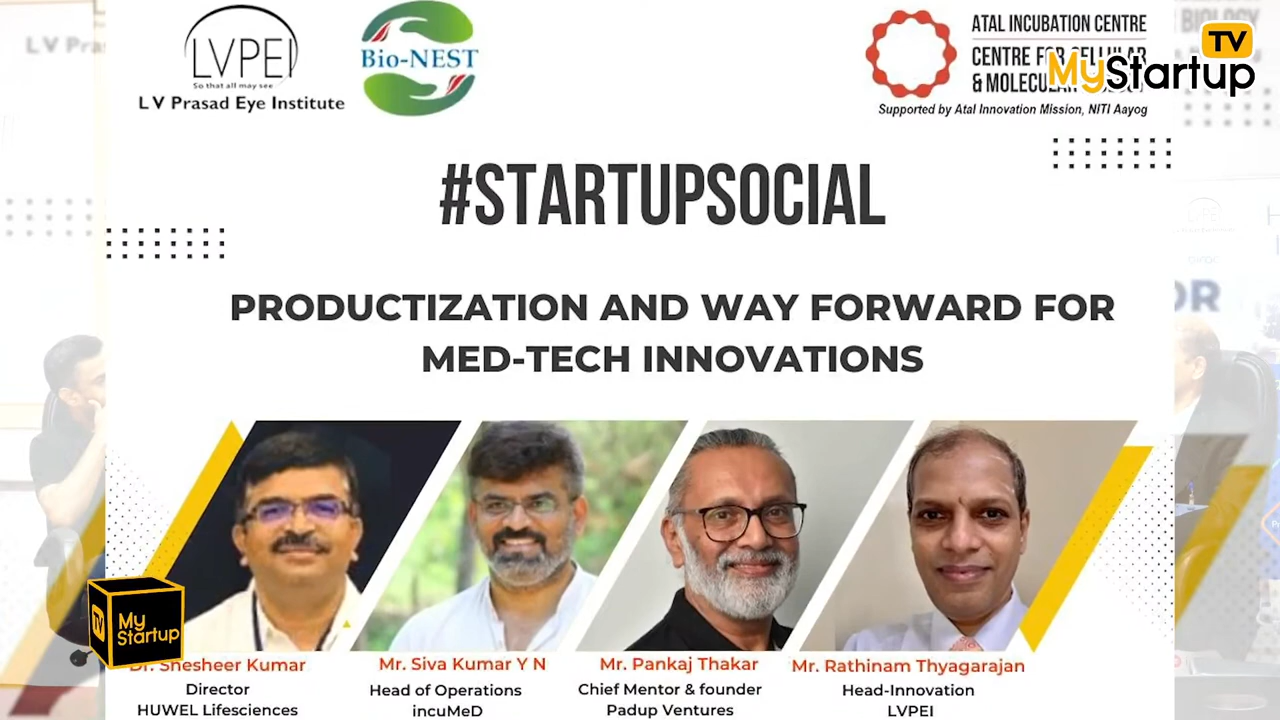 LVPEI
So that all may see
L V Prasad Eye Institute
Bio-NEST
ATAL INCUBATION CENTRE
CENTRE FOR CELLULAR
& MOLECULAR
Supported by Atal Innovation Mission, NITI Aayog
TV
MyStartup
BIOLOGY
L V Pra
#STARTUPSOCIAL
PRODUCTIZATION AND WAY FORWARD FOR
MED-TECH INNOVATIONS
OR
TV
My
Startup
Dr. Shesheer Kumar
Director
HUWEL Lifesciences
Mr. Siva Kumar Y N
Head of Operations
incuMeD
Mr. Pankaj Thakar
Chief Mentor & founder
Padup Ventures
Mr. Rathinam Thyagarajan
Head-Innovation
LVPEI